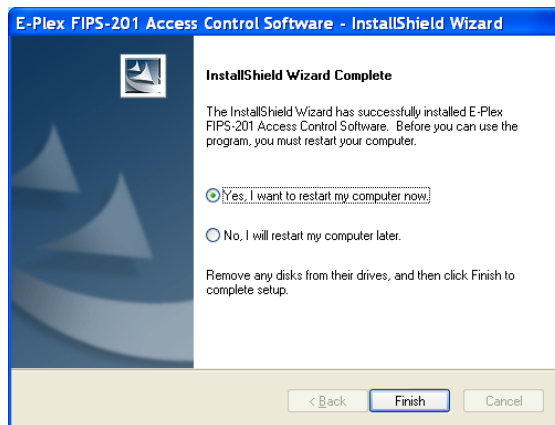 E-Plex FIPS-201 Access Control Software - InstallShield Wizard
InstallShield Wizard Complete
The InstallShield Wizard has successfully installed E-Plex
FIPS-201 Access Control Software. Before you can use the
program, you must restart your computer.
Yes, I want to restart my computer now.
No, I will restart my computer later.
Remove any disks from their drives, and then click Finish to
complete setup.
< Back Finish Cancel